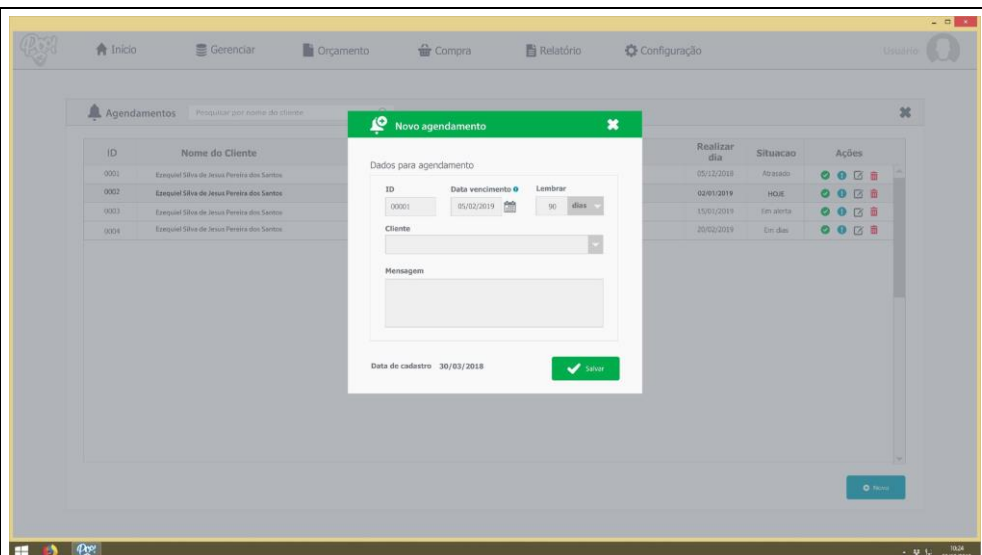 Pop!
Início Gerenciar Orçamento Compra Relatório Configuração Usuário
Agendamentos Pesquisar por nome do cliente
ID Nome do Cliente Realizar dia Situacao Ações
0001 Ezequiel Silva de Jesus Pereira dos Santos 05/12/2018 Atrasado
0002 Ezequiel Silva de Jesus Pereira dos Santos 02/01/2019 HOJE
0003 Ezequiel Silva de Jesus Pereira dos Santos 15/01/2019 Em alerta
0004 Ezequiel Silva de Jesus Pereira dos Santos 20/02/2019 Em dias
Novo agendamento
Dados para agendamento
ID Data vencimento Lembrar
00001 05/02/2019 90 dias
Cliente
Mensagem
Data de cadastro 30/03/2018
Salvar
Novo
Pop!
10:24